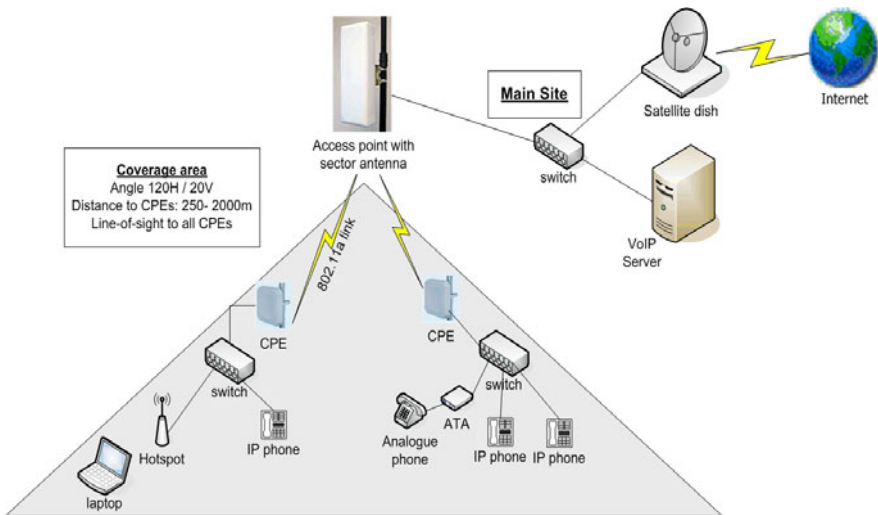 Main Site
Satellite dish
Internet
Access point with
sector antenna
switch
VoIP
Server
Coverage area
Angle 120H / 20V
Distance to CPEs: 250- 2000m
Line-of-sight to all CPEs
802.11a link
CPE
CPE
switch
switch
Hotspot
IP phone
laptop
Analogue
phone
ATA
IP phone
IP phone